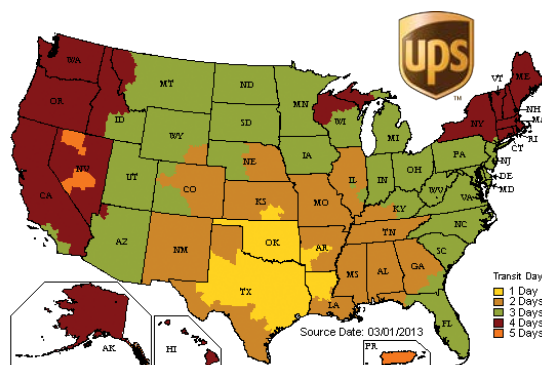 ups
TM
WA
OR
CA
NV
ID
MT
WY
UT
AZ
CO
NM
ND
SD
NE
KS
OK
TX
MN
IA
MO
AR
LA
WI
IL
MI
IN
OH
KY
TN
MS
AL
GA
FL
SC
NC
VA
WV
PA
NY
VT
ME
NH
MA
RI
CT
NJ
DE
MD
AK
HI
PR
Source Date: 03/01/2013
Transit Days
1 Day
2 Days
3 Days
4 Days
5 Days